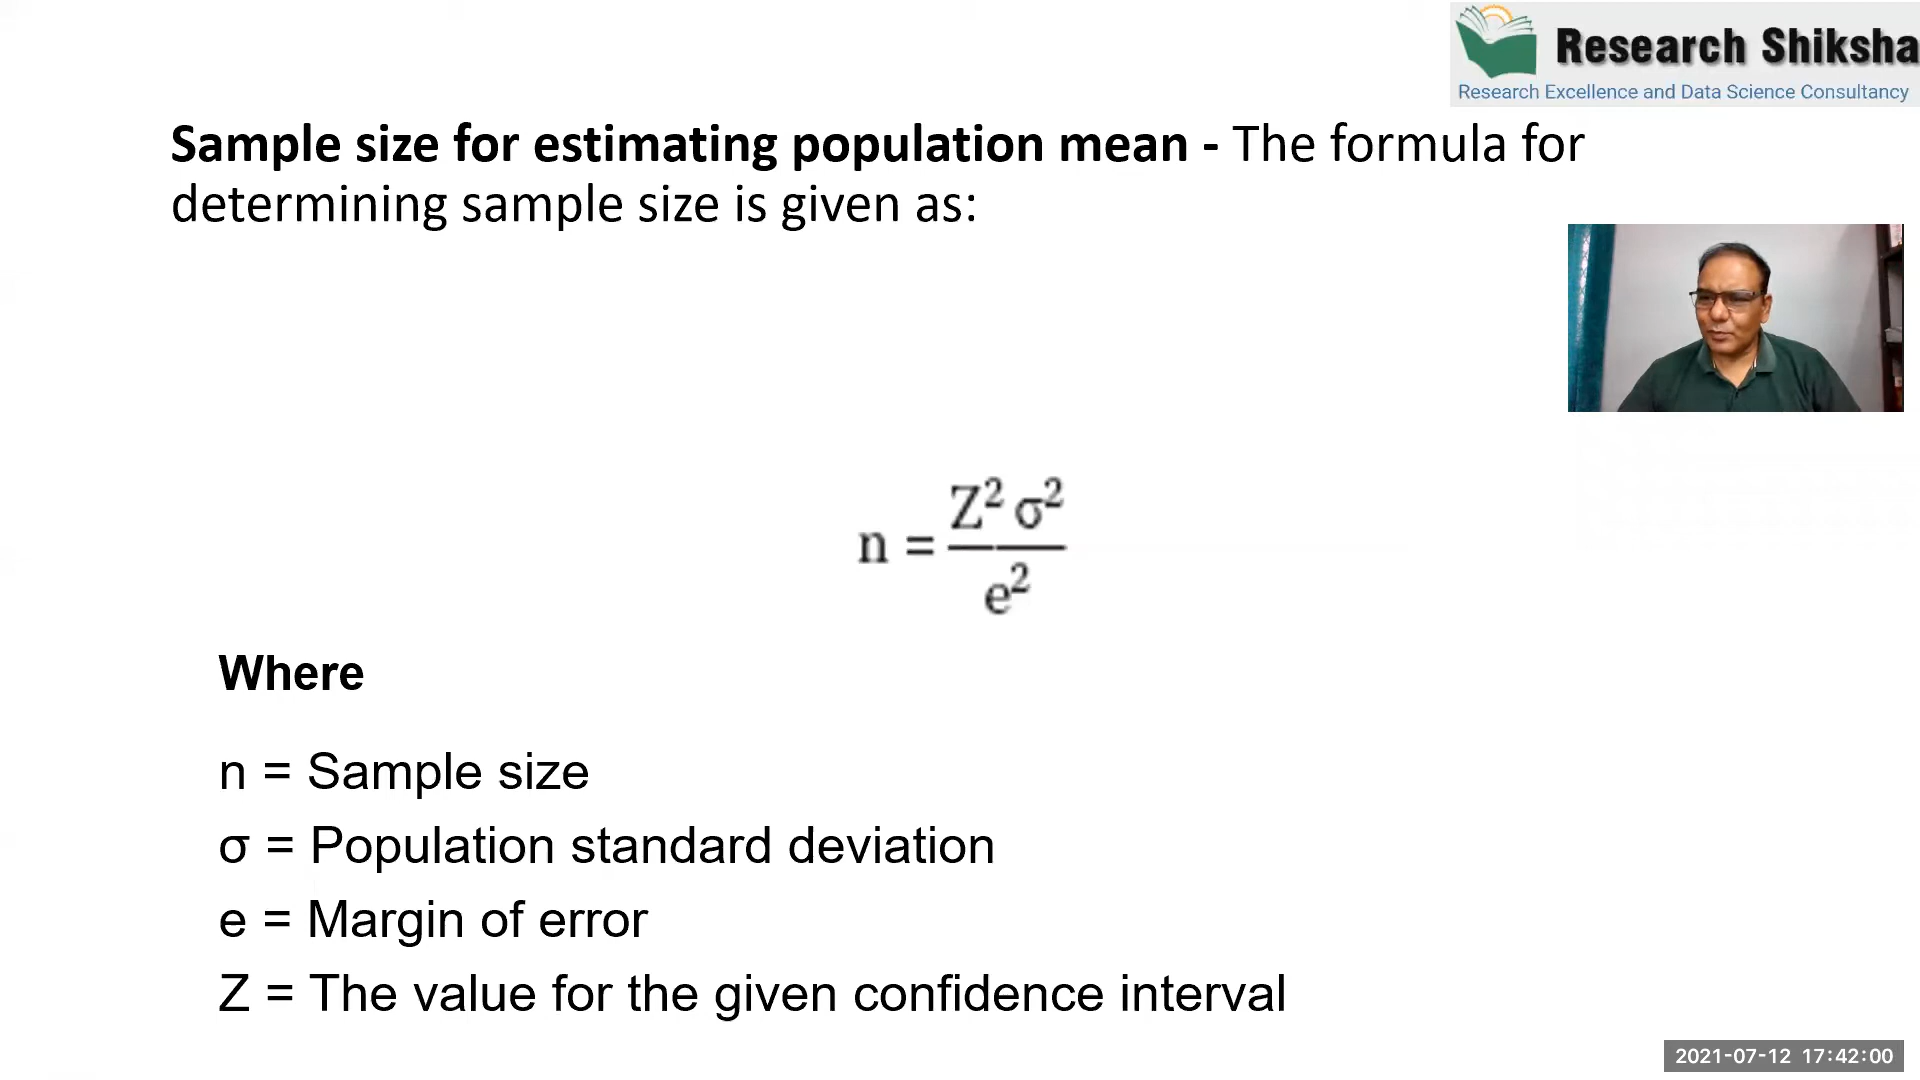 Research Shiksha
Research Excellence and Data Science Consultancy
Sample size for estimating population mean - The formula for
determining sample size is given as:
n = Z² σ² / e²
Where
n = Sample size
σ = Population standard deviation
e = Margin of error
Z = The value for the given confidence interval
2021-07-12 17:42:00